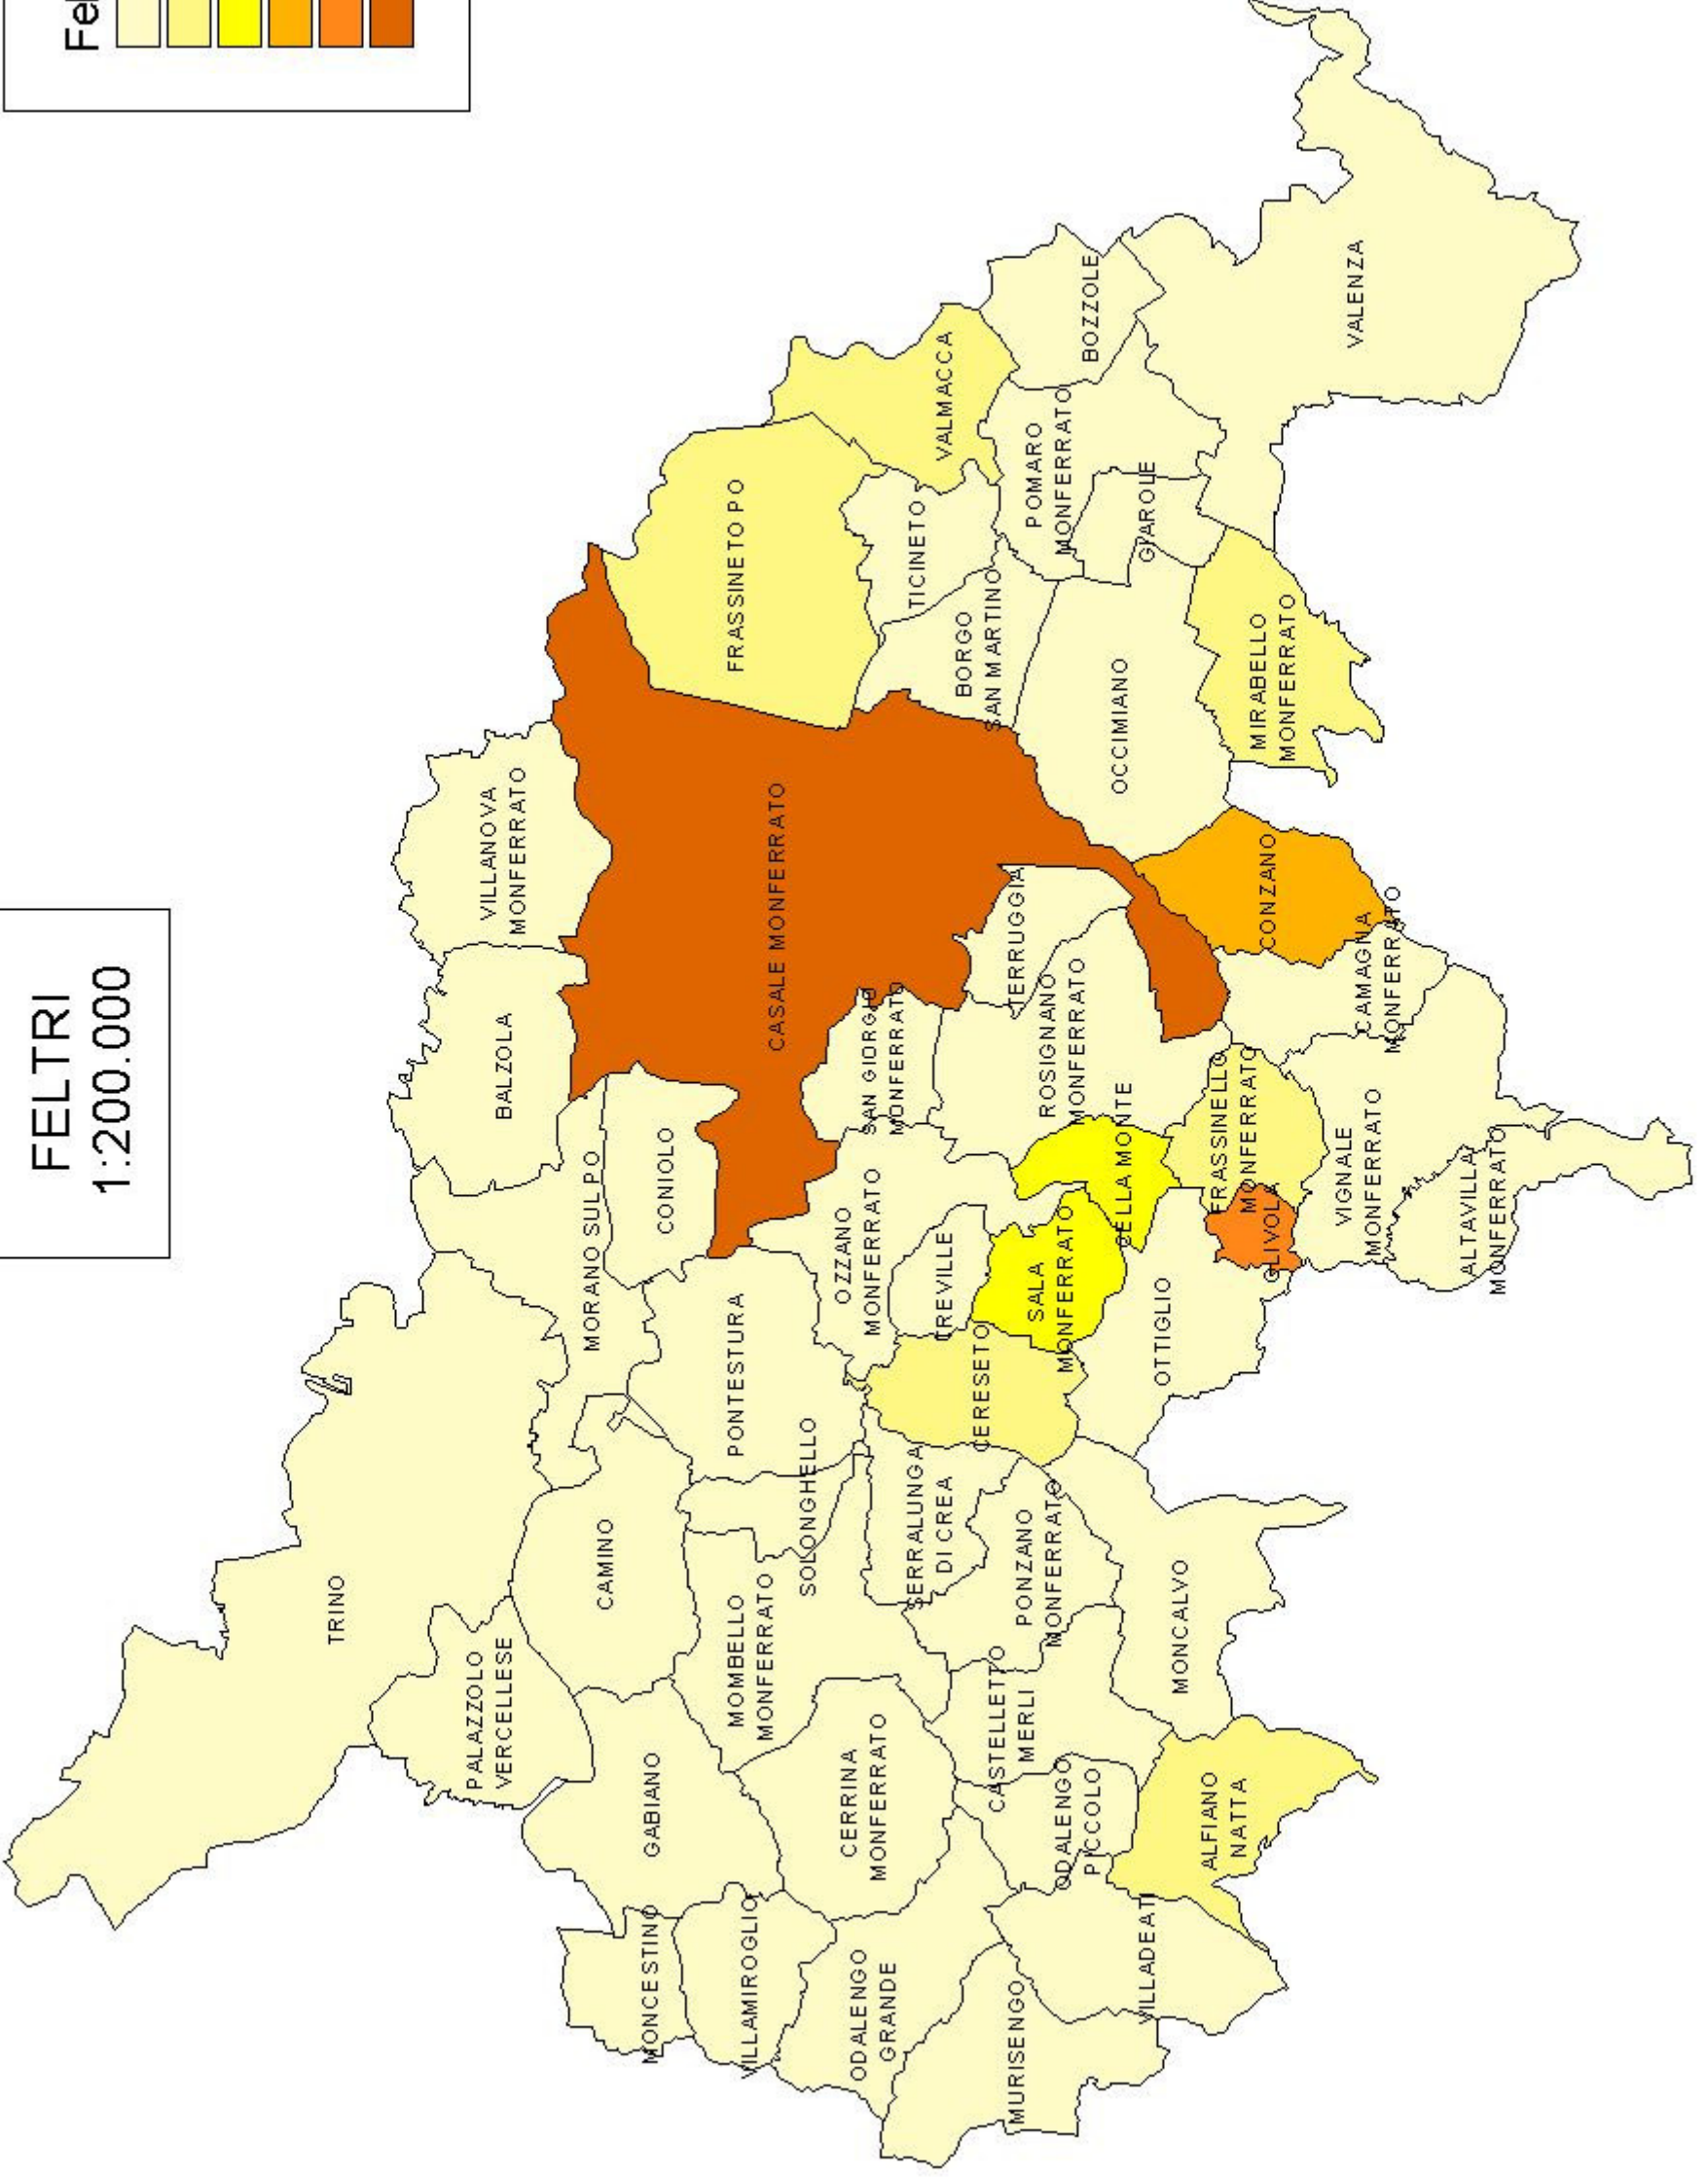 FELTRI
1:200.000
Fel
TRINO
PALAZZOLO
VERCELLESE
BALZOLA
VILLANOVA
MONFERRATO
MORANO SUL PO
CONIOLO
CAMINO
GABIANO
MONCESTINO
VILLAMIROGLIO
PONTESTURA
SOLONGHELLO
MOMBELLO
MONFERRATO
CASALE MONFERRATO
FRASSINETO PO
VALMACCA
TICINETO
BORGO
SAN MARTINO
POMARO
MONFERRATO
BOZZOLE
GIAROLE
VALENZA
OCCIMIANO
MIRABELLO
MONFERRATO
CONZANO
TERRUGGIA
SAN GIORGIO
MONFERRATO
ROSIGNANO
MONFERRATO
OZZANO
MONFERRATO
TREVILLE
CERESETO
SALA
MONFERRATO
CELLA MONTE
FRASSINELLO
MONFERRATO
OLIVOLA
CAMAGNA
MONFERRATO
VIGNALE
MONFERRATO
ALTAVILLA
MONFERRATO
OTTIGLIO
SERRALUNGA
DI CREA
PONZANO
MONFERRATO
MONCALVO
CASTELLETTO
MERLI
CERRINA
MONFERRATO
ODALENGO
PICCOLO
ALFIANO
NATTA
ODALENGO
GRANDE
VILLADEATI
MURISENGO